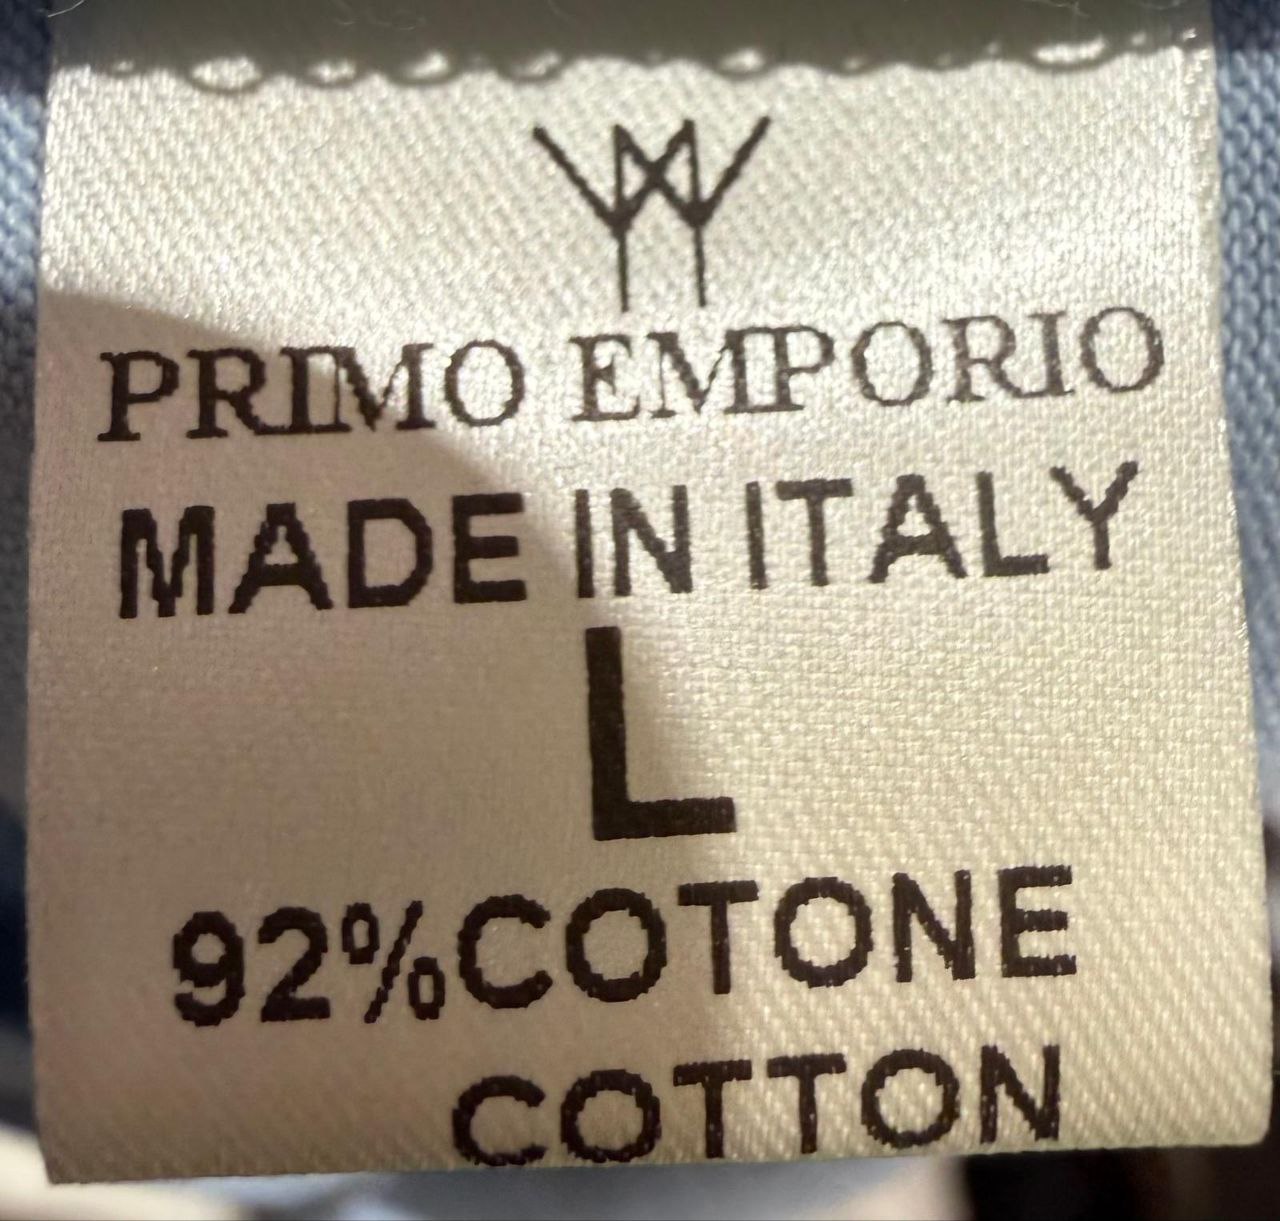 PRIMO EMPORIO
MADE IN ITALY
L
92%COTONE
COTTON